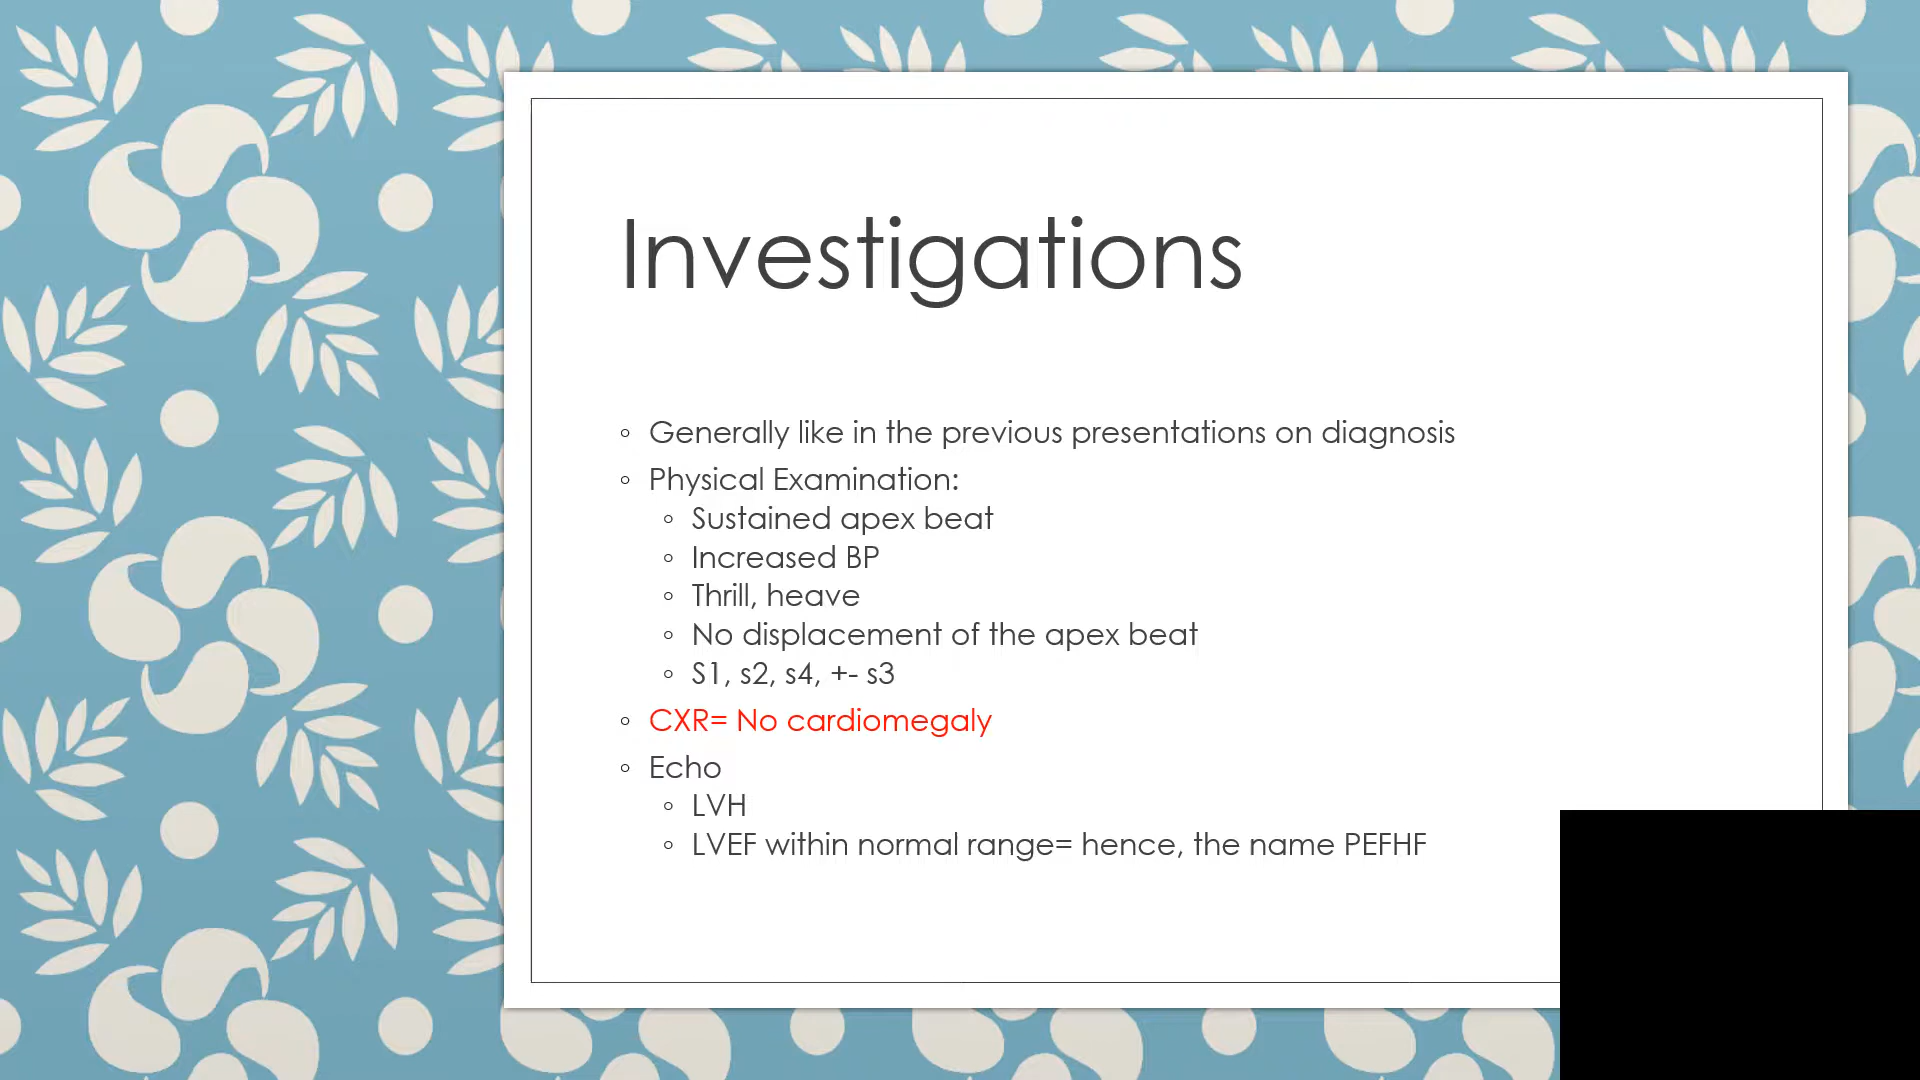 Investigations
◦ Generally like in the previous presentations on diagnosis
◦ Physical Examination:
◦ Sustained apex beat
◦ Increased BP
◦ Thrill, heave
◦ No displacement of the apex beat
◦ S1, s2, s4, +- s3
◦ CXR= No cardiomegaly
◦ Echo
◦ LVH
◦ LVEF within normal range= hence, the name PEFHF